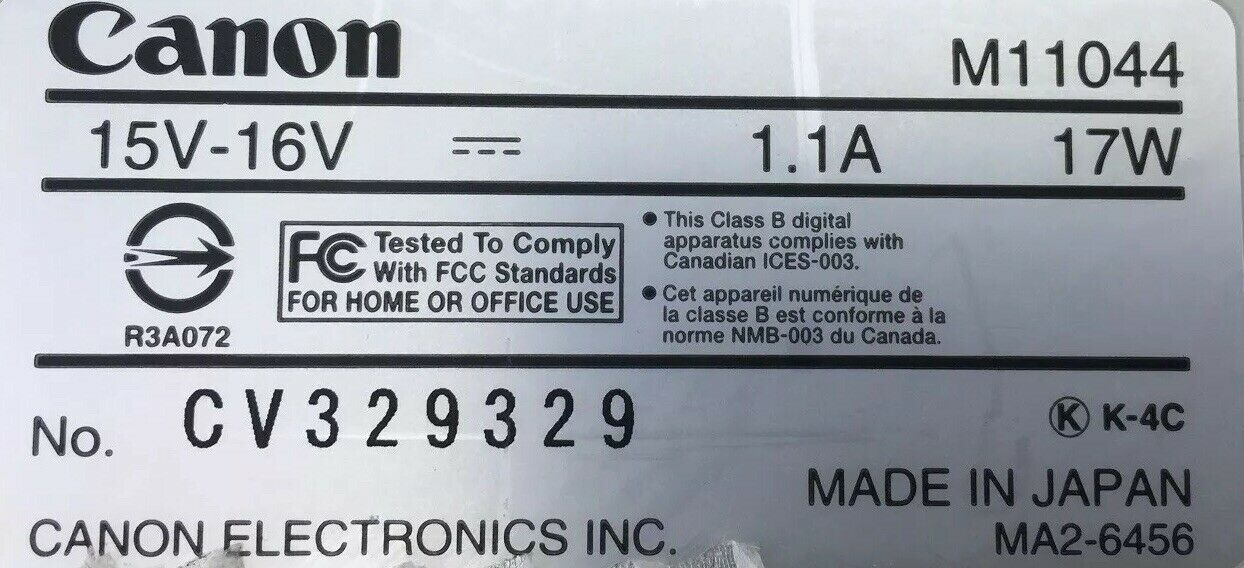 Canon
M11044
15V-16V ⎓ 1.1A 17W
R3A072
FC Tested To Comply
With FCC Standards
FOR HOME OR OFFICE USE
● This Class B digital
apparatus complies with
Canadian ICES-003.
● Cet appareil numérique de
la classe B est conforme à la
norme NMB-003 du Canada.
No. CV329329
Ⓚ K-4C
MADE IN JAPAN
CANON ELECTRONICS INC.
MA2-6456